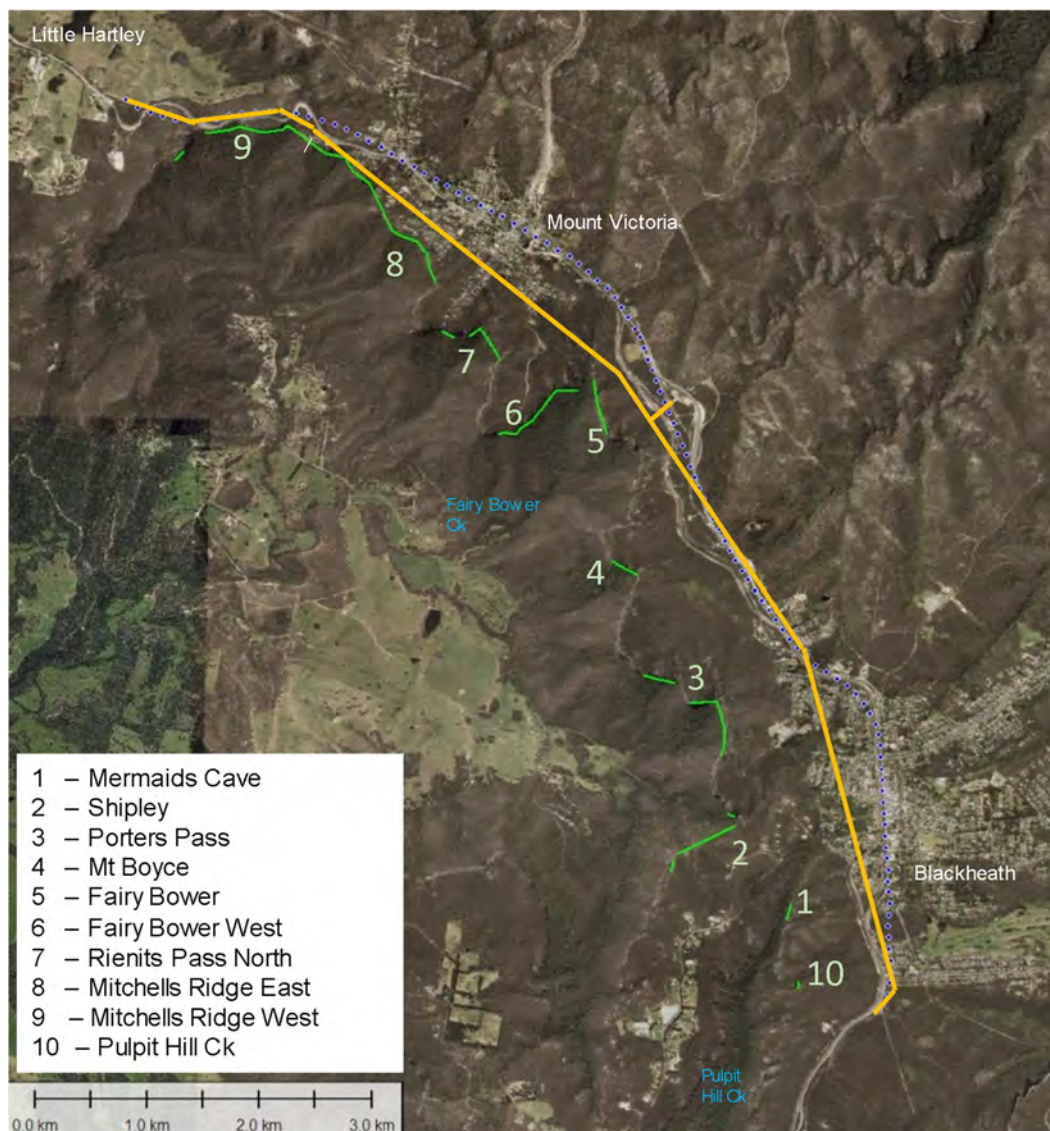 Little Hartley
9
Mount Victoria
8
7
6
5
Fairy Bower
Ck
4
3
2
Blackheath
1
10
Pulpit
Hill Ck
1 – Mermaids Cave
2 – Shipley
3 – Porters Pass
4 – Mt Boyce
5 – Fairy Bower
6 – Fairy Bower West
7 – Rienits Pass North
8 – Mitchells Ridge East
9 – Mitchells Ridge West
10 – Pulpit Hill Ck
0.0 km 1.0 km 2.0 km 3.0 km